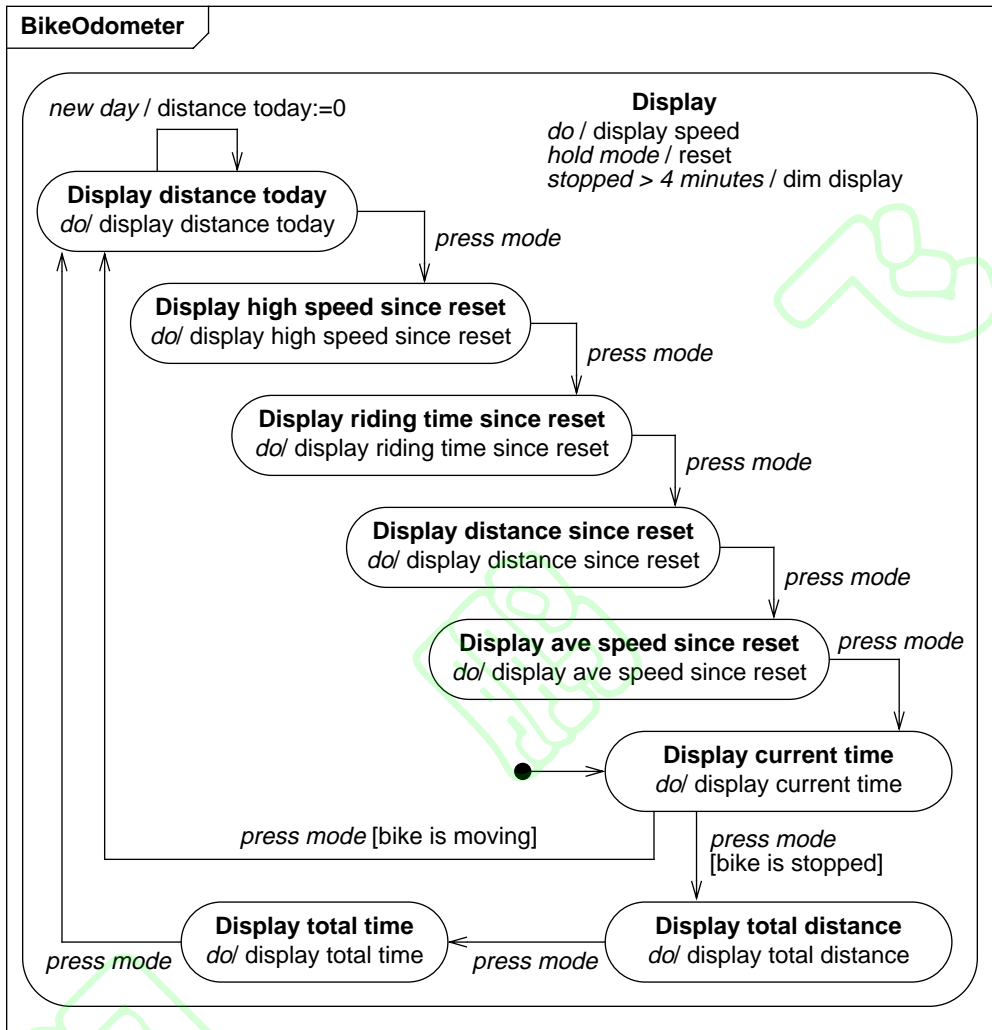 BikeOdometer
Display
do / display speed
hold mode / reset
stopped > 4 minutes / dim display
new day / distance today:=0
Display distance today
do/ display distance today
press mode
Display high speed since reset
do/ display high speed since reset
press mode
Display riding time since reset
do/ display riding time since reset
press mode
Display distance since reset
do/ display distance since reset
press mode
Display ave speed since reset
do/ display ave speed since reset
press mode
Display current time
do/ display current time
press mode [bike is moving]
press mode
[bike is stopped]
Display total distance
do/ display total distance
press mode
Display total time
do/ display total time
press mode